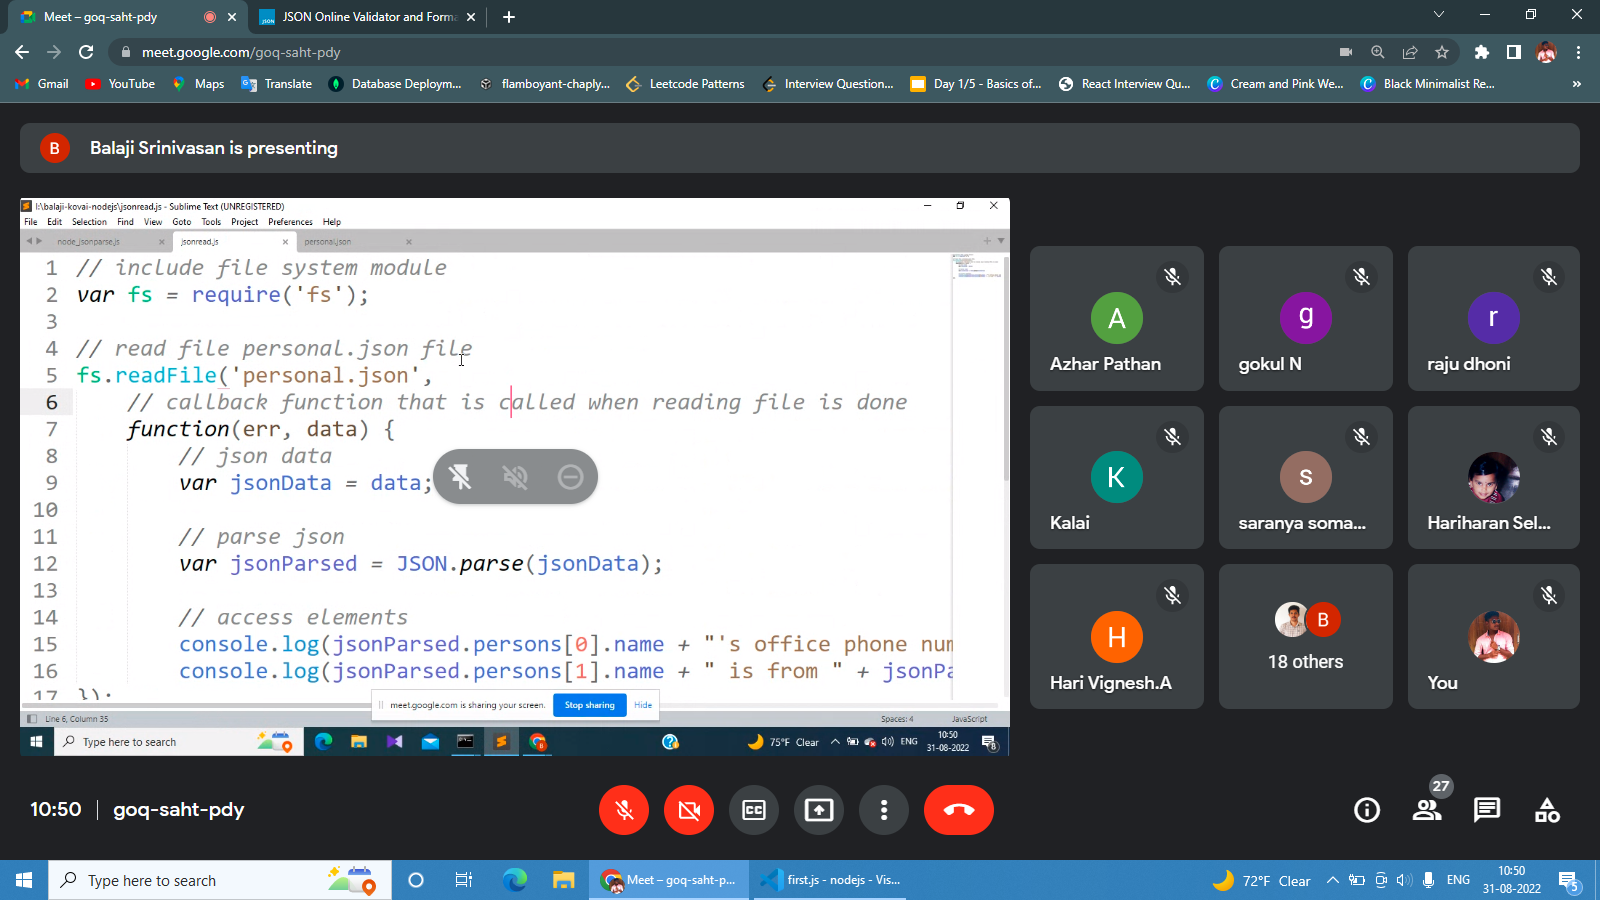 Meet – goq-saht-pdy
JSON Online Validator and Forma
meet.google.com/goq-saht-pdy
Gmail
YouTube
Maps
Translate
Database Deploym...
flamboyant-chaply...
Leetcode Patterns
Interview Question...
Day 1/5 - Basics of...
React Interview Qu...
Cream and Pink We...
Black Minimalist Re...
»
B
Balaji Srinivasan is presenting
I:\balaji-kovai-nodejs\jsonread.js - Sublime Text (UNREGISTERED)
File Edit Selection Find View Goto Tools Project Preferences Help
node_jsonparse.js
jsonread.js
personal.json
1 // include file system module
2 var fs = require('fs');
3
4 // read file personal.json file
5 fs.readFile('personal.json',
6 // callback function that is called when reading file is done
7 function(err, data) {
8 // json data
9 var jsonData = data;
10
11 // parse json
12 var jsonParsed = JSON.parse(jsonData);
13
14 // access elements
15 console.log(jsonParsed.persons[0].name + "'s office phone num
16 console.log(jsonParsed.persons[1].name + " is from " + jsonPa
17 });
meet.google.com is sharing your screen.
Stop sharing
Hide
Line 6, Column 35
Spaces: 4
JavaScript
Type here to search
75°F Clear
ENG
10:50
31-08-2022
8
A
Azhar Pathan
g
gokul N
r
raju dhoni
K
Kalai
s
saranya soma...
Hariharan Sel...
H
Hari Vignesh.A
B
18 others
You
10:50
goq-saht-pdy
CC
27
Type here to search
Meet – goq-saht-p...
first.js - nodejs - Vis...
72°F Clear
ENG
10:50
31-08-2022
5